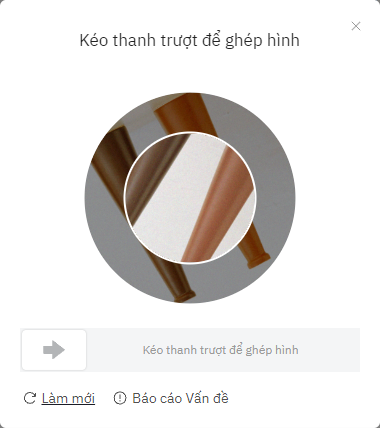 Kéo thanh trượt để ghép hình
Kéo thanh trượt để ghép hình
Làm mới
Báo cáo Vấn đề